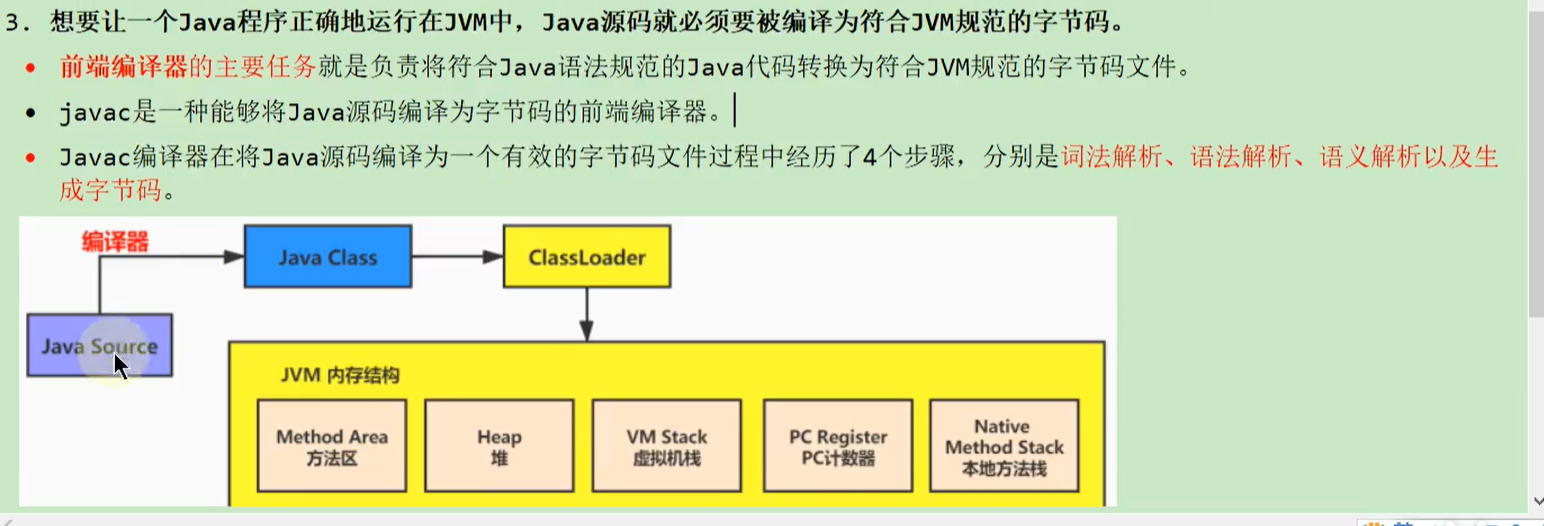 3. 想要让一个Java程序正确地运行在JVM中，Java源码就必须要被编译为符合JVM规范的字节码。
• 前端编译器的主要任务就是负责将符合Java语法规范的Java代码转换为符合JVM规范的字节码文件。
• javac是一种能够将Java源码编译为字节码的前端编译器。
• Javac编译器在将Java源码编译为一个有效的字节码文件过程中经历了4个步骤，分别是词法解析、语法解析、语义解析以及生
成字节码。
编译器
Java Class
ClassLoader
Java Source
JVM 内存结构
Method Area
方法区
Heap
堆
VM Stack
虚拟机栈
PC Register
PC计数器
Native
Method Stack
本地方法栈